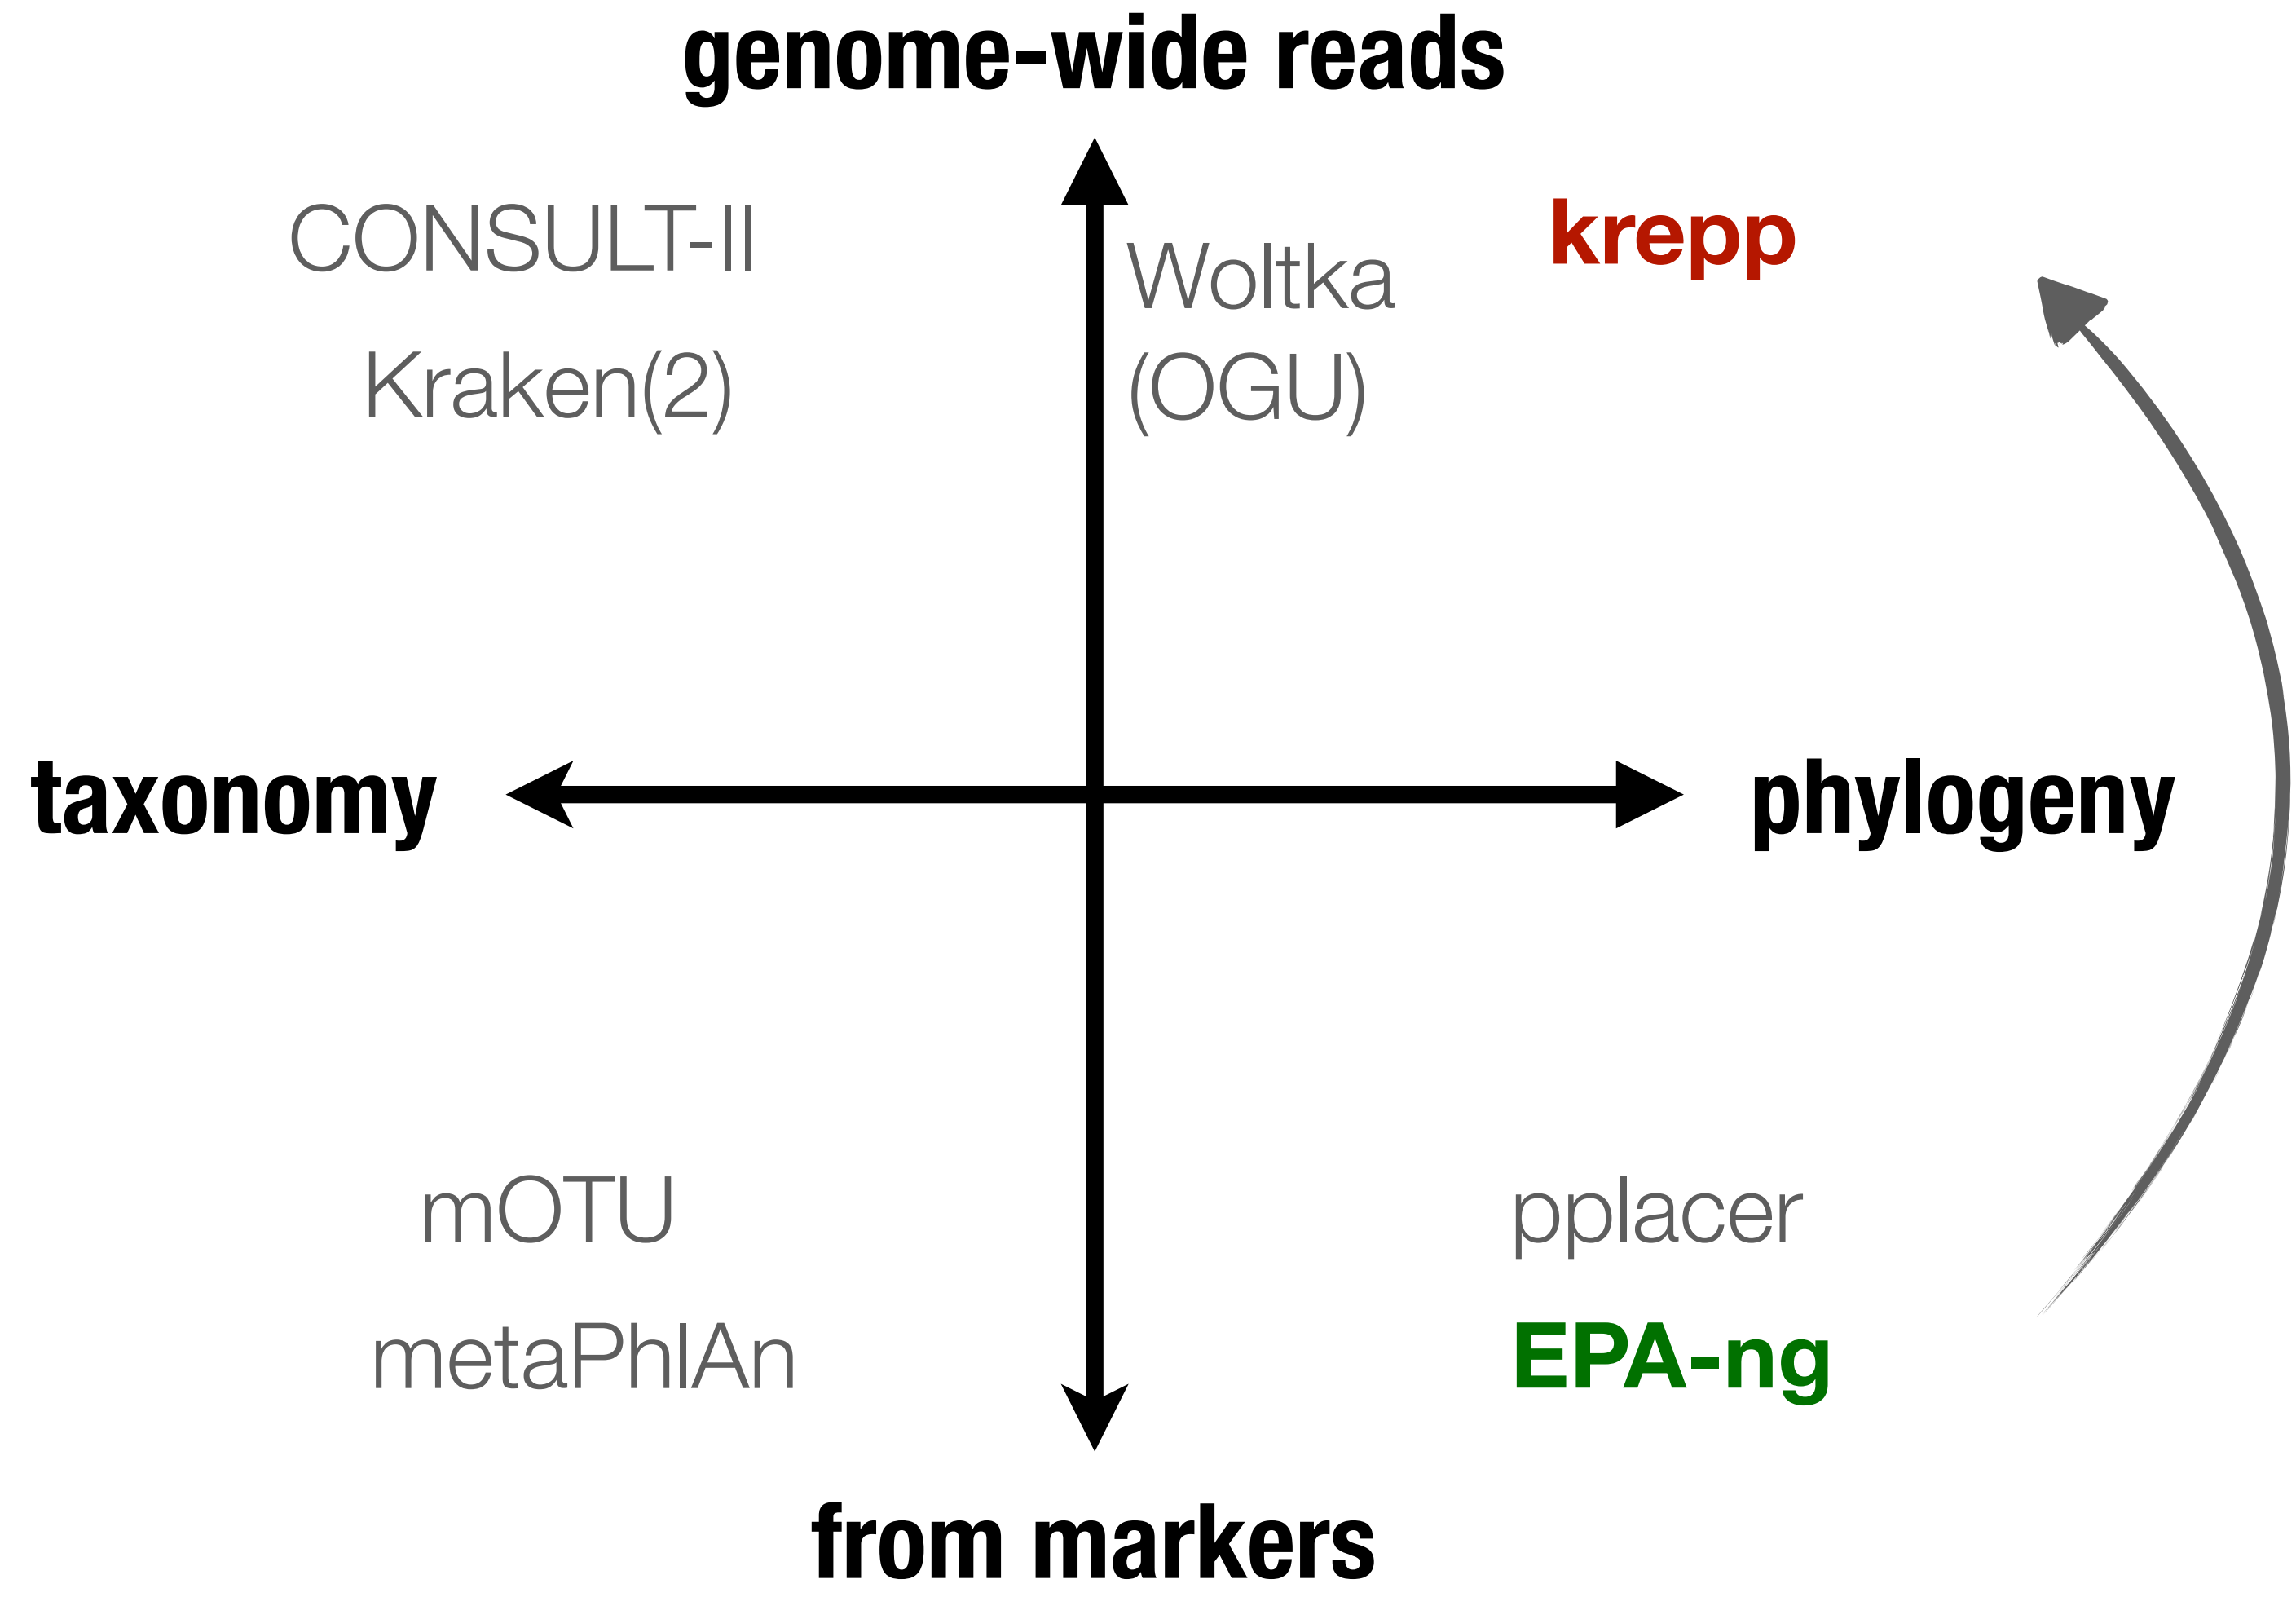 genome-wide reads
CONSULT-II
Kraken(2)
Woltka
(OGU)
krepp
taxonomy
phylogeny
mOTU
metaPhlAn
pplacer
EPA-ng
from markers